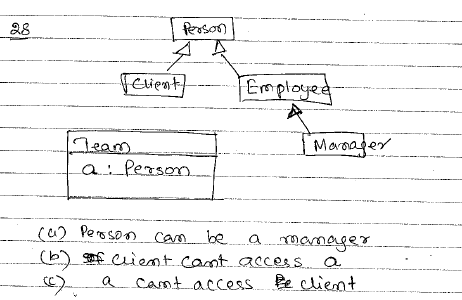 28
Person
Client
Employee
Team
Manager
a : Person
(a) Person can be a manager
(b) client cant access a
(c) a cant access client